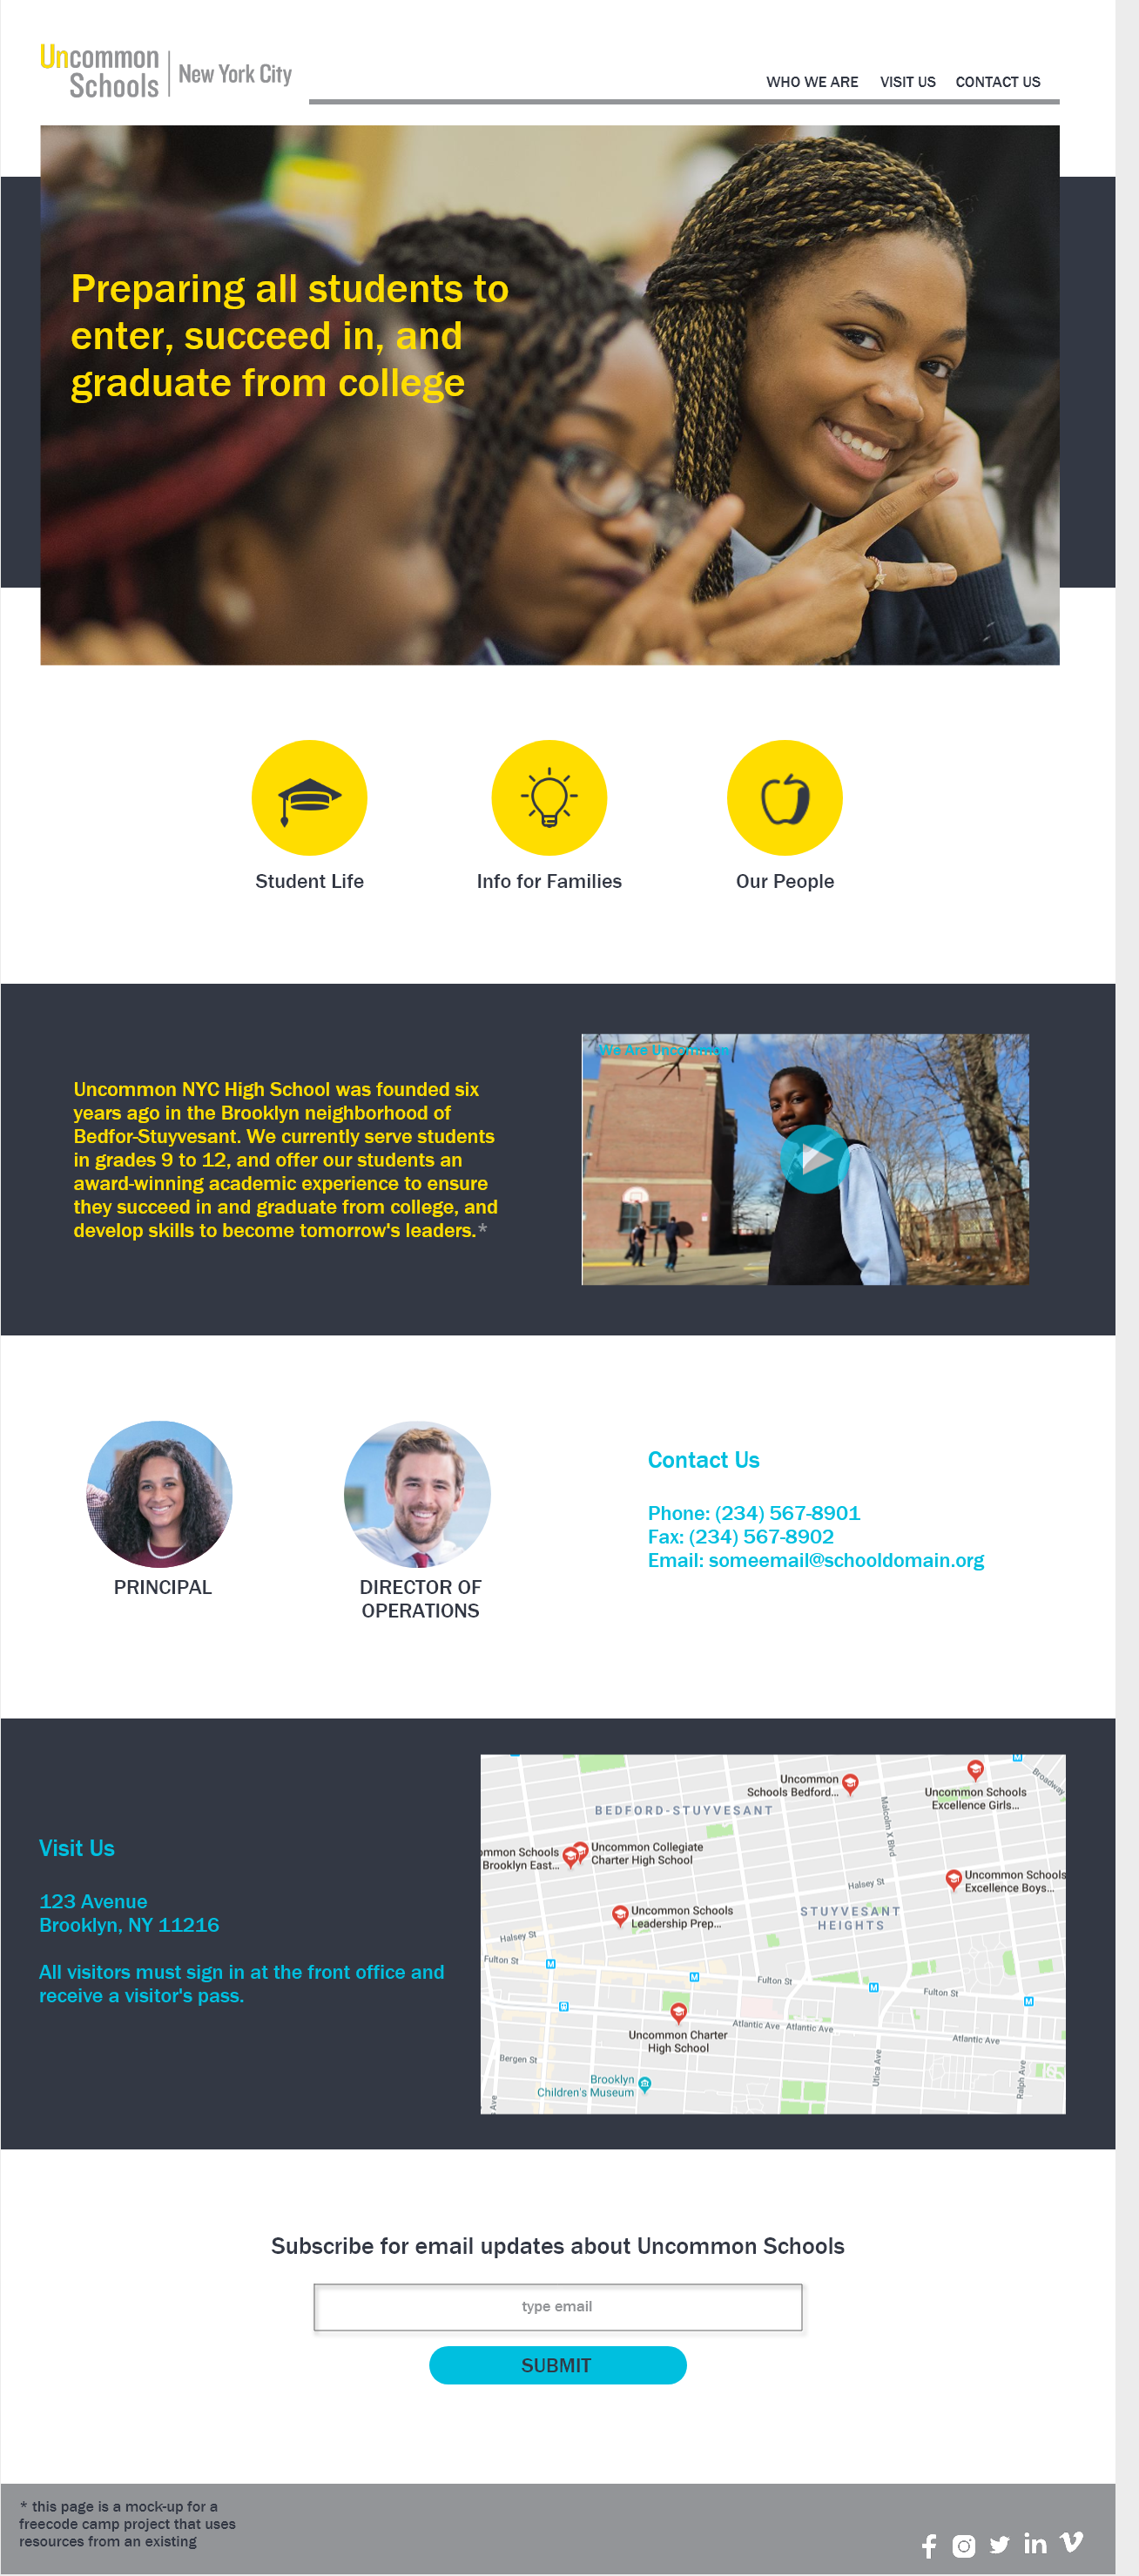 Uncommon
Schools
New York City
WHO WE ARE
VISIT US
CONTACT US
Preparing all students to
enter, succeed in, and
graduate from college
Student Life
Info for Families
Our People
Uncommon NYC High School was founded six
years ago in the Brooklyn neighborhood of
Bedfor-Stuyvesant. We currently serve students
in grades 9 to 12, and offer our students an
award-winning academic experience to ensure
they succeed in and graduate from college, and
develop skills to become tomorrow's leaders.*
We Are Uncommon
PRINCIPAL
DIRECTOR OF
OPERATIONS
Contact Us
Phone: (234) 567-8901
Fax: (234) 567-8902
Email: someemail@schooldomain.org
Visit Us
123 Avenue
Brooklyn, NY 11216
All visitors must sign in at the front office and
receive a visitor's pass.
M
Broadway
Uncommon
Schools Bedford...
Uncommon Schools
Excellence Girls...
BEDFORD-STUYVESANT
Malcolm X Blvd
mmon Schools
Brooklyn East...
Uncommon Collegiate
Charter High School
Uncommon Schools
Excellence Boys...
Halsey St
Uncommon Schools
Leadership Prep...
STUYVESANT
HEIGHTS
Halsey St
Fulton St
M
M
Fulton St
M
Fulton St
M
Uncommon Charter
High School
Atlantic Ave
Atlantic Ave
Atlantic Ave
Bergen St
Utica Ave
Ralph Ave
Brooklyn
Children's Museum
s Ave
Subscribe for email updates about Uncommon Schools
type email
SUBMIT
* this page is a mock-up for a
freecode camp project that uses
resources from an existing